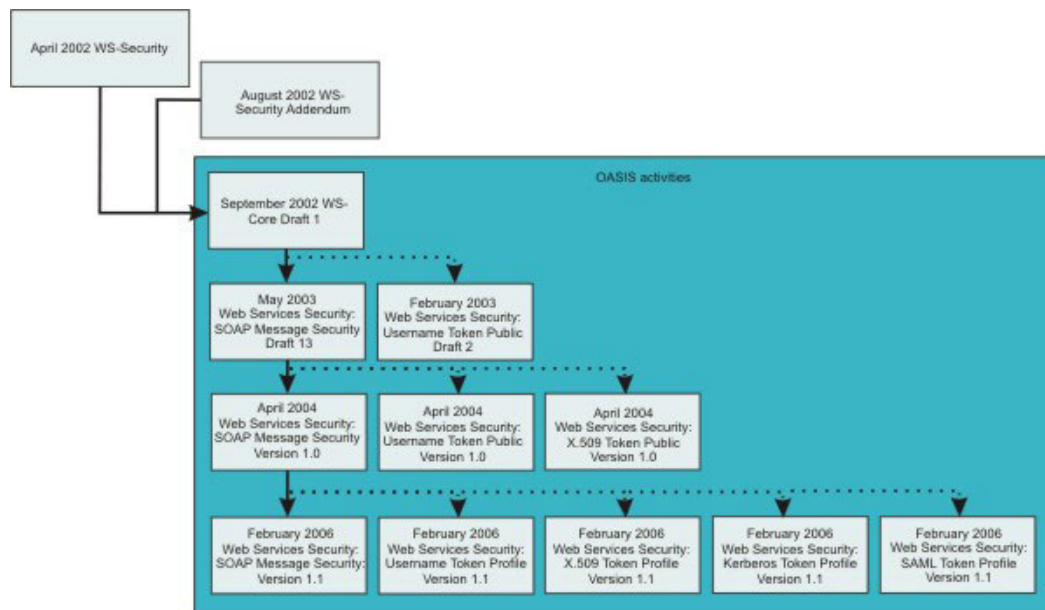 April 2002 WS-Security
August 2002 WS-
Security Addendum
OASIS activities
September 2002 WS-
Core Draft 1
May 2003
Web Services Security:
SOAP Message Security
Draft 13
February 2003
Web Services Security:
Username Token Public
Draft 2
April 2004
Web Services Security:
SOAP Message Security
Version 1.0
April 2004
Web Services Security:
Username Token Public
Version 1.0
April 2004
Web Services Security:
X.509 Token Public
Version 1.0
February 2006
Web Services Security:
SOAP Message Security:
Version 1.1
February 2006
Web Services Security:
Username Token Profile
Version 1.1
February 2006
Web Services Security:
X.509 Token Profile
Version 1.1
February 2006
Web Services Security:
Kerberos Token Profile
Version 1.1
February 2006
Web Services Security:
SAML Token Profile
Version 1.1